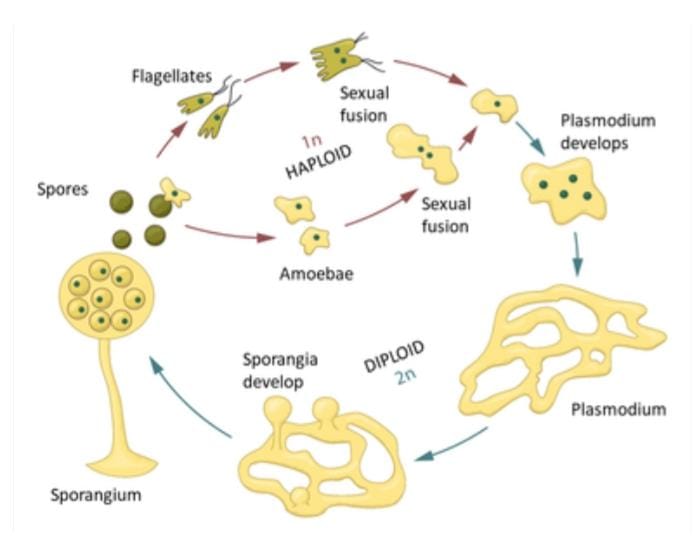 Flagellates
Sexual
fusion
Plasmodium
develops
1n
HAPLOID
Spores
Sexual
fusion
Amoebae
Sporangia
develop
DIPLOID
2n
Plasmodium
Sporangium